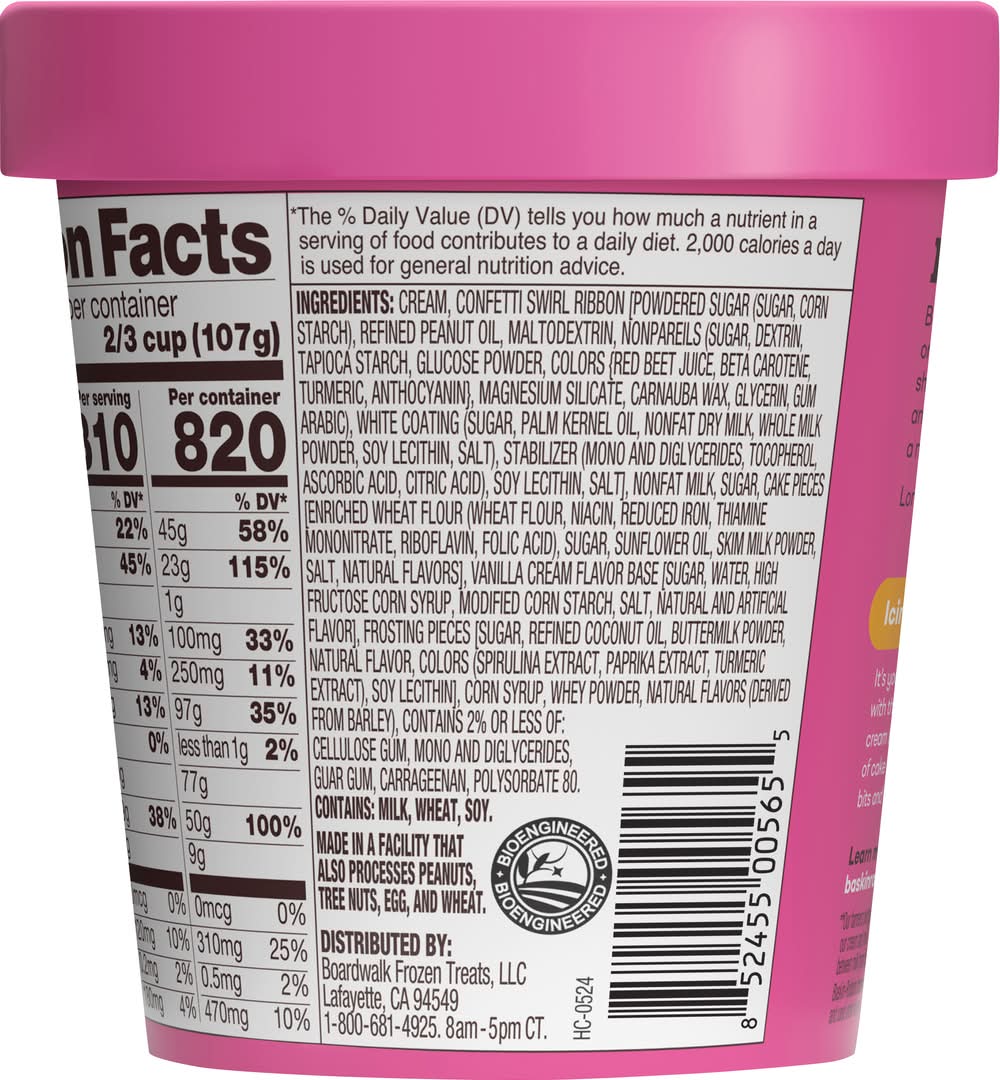 n Facts
per container
2/3 cup (107g)
Per serving
Per container
310
820
% DV*
% DV*
22% 45g 58%
45% 23g 115%
1g
13% 100mg 33%
4% 250mg 11%
13% 97g 35%
0% less than 1g 2%
77g
38% 50g 100%
9g
mcg 0% 0mcg 0%
10% 310mg 25%
2% 0.5mg 2%
4% 470mg 10%
*The % Daily Value (DV) tells you how much a nutrient in a
serving of food contributes to a daily diet. 2,000 calories a day
is used for general nutrition advice.
INGREDIENTS: CREAM, CONFETTI SWIRL RIBBON [POWDERED SUGAR (SUGAR, CORN
STARCH), REFINED PEANUT OIL, MALTODEXTRIN, NONPAREILS (SUGAR, DEXTRIN,
TAPIOCA STARCH, GLUCOSE POWDER, COLORS {RED BEET JUICE, BETA CAROTENE,
TURMERIC, ANTHOCYANIN}, MAGNESIUM SILICATE, CARNAUBA WAX, GLYCERIN, GUM
ARABIC), WHITE COATING (SUGAR, PALM KERNEL OIL, NONFAT DRY MILK, WHOLE MILK
POWDER, SOY LECITHIN, SALT), STABILIZER (MONO AND DIGLYCERIDES, TOCOPHEROL,
ASCORBIC ACID, CITRIC ACID), SOY LECITHIN, SALT], NONFAT MILK, SUGAR, CAKE PIECES
[ENRICHED WHEAT FLOUR (WHEAT FLOUR, NIACIN, REDUCED IRON, THIAMINE
MONONITRATE, RIBOFLAVIN, FOLIC ACID), SUGAR, SUNFLOWER OIL, SKIM MILK POWDER,
SALT, NATURAL FLAVORS], VANILLA CREAM FLAVOR BASE [SUGAR, WATER, HIGH
FRUCTOSE CORN SYRUP, MODIFIED CORN STARCH, SALT, NATURAL AND ARTIFICIAL
FLAVOR], FROSTING PIECES [SUGAR, REFINED COCONUT OIL, BUTTERMILK POWDER,
NATURAL FLAVOR, COLORS (SPIRULINA EXTRACT, PAPRIKA EXTRACT, TURMERIC
EXTRACT), SOY LECITHIN], CORN SYRUP, WHEY POWDER, NATURAL FLAVORS (DERIVED
FROM BARLEY), CONTAINS 2% OR LESS OF:
CELLULOSE GUM, MONO AND DIGLYCERIDES,
GUAR GUM, CARRAGEENAN, POLYSORBATE 80.
CONTAINS: MILK, WHEAT, SOY.
MADE IN A FACILITY THAT
ALSO PROCESSES PEANUTS,
TREE NUTS, EGG, AND WHEAT.
BIOENGINEERED
BIOENGINEERED
DISTRIBUTED BY:
Boardwalk Frozen Treats, LLC
Lafayette, CA 94549
1-800-681-4925. 8am-5pm CT.
HC-0524
8 52455 00565 5
It's
with
cream
of cake
bits and
Learn